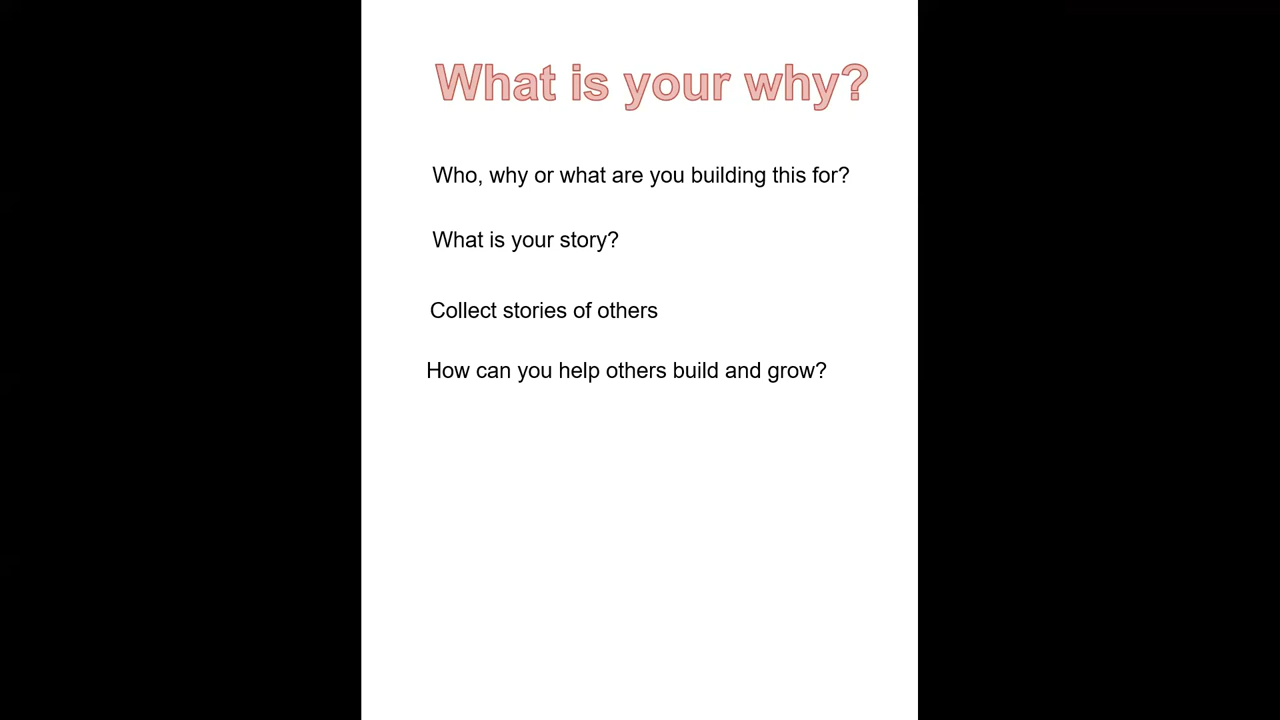 What is your why?
Who, why or what are you building this for?
What is your story?
Collect stories of others
How can you help others build and grow?